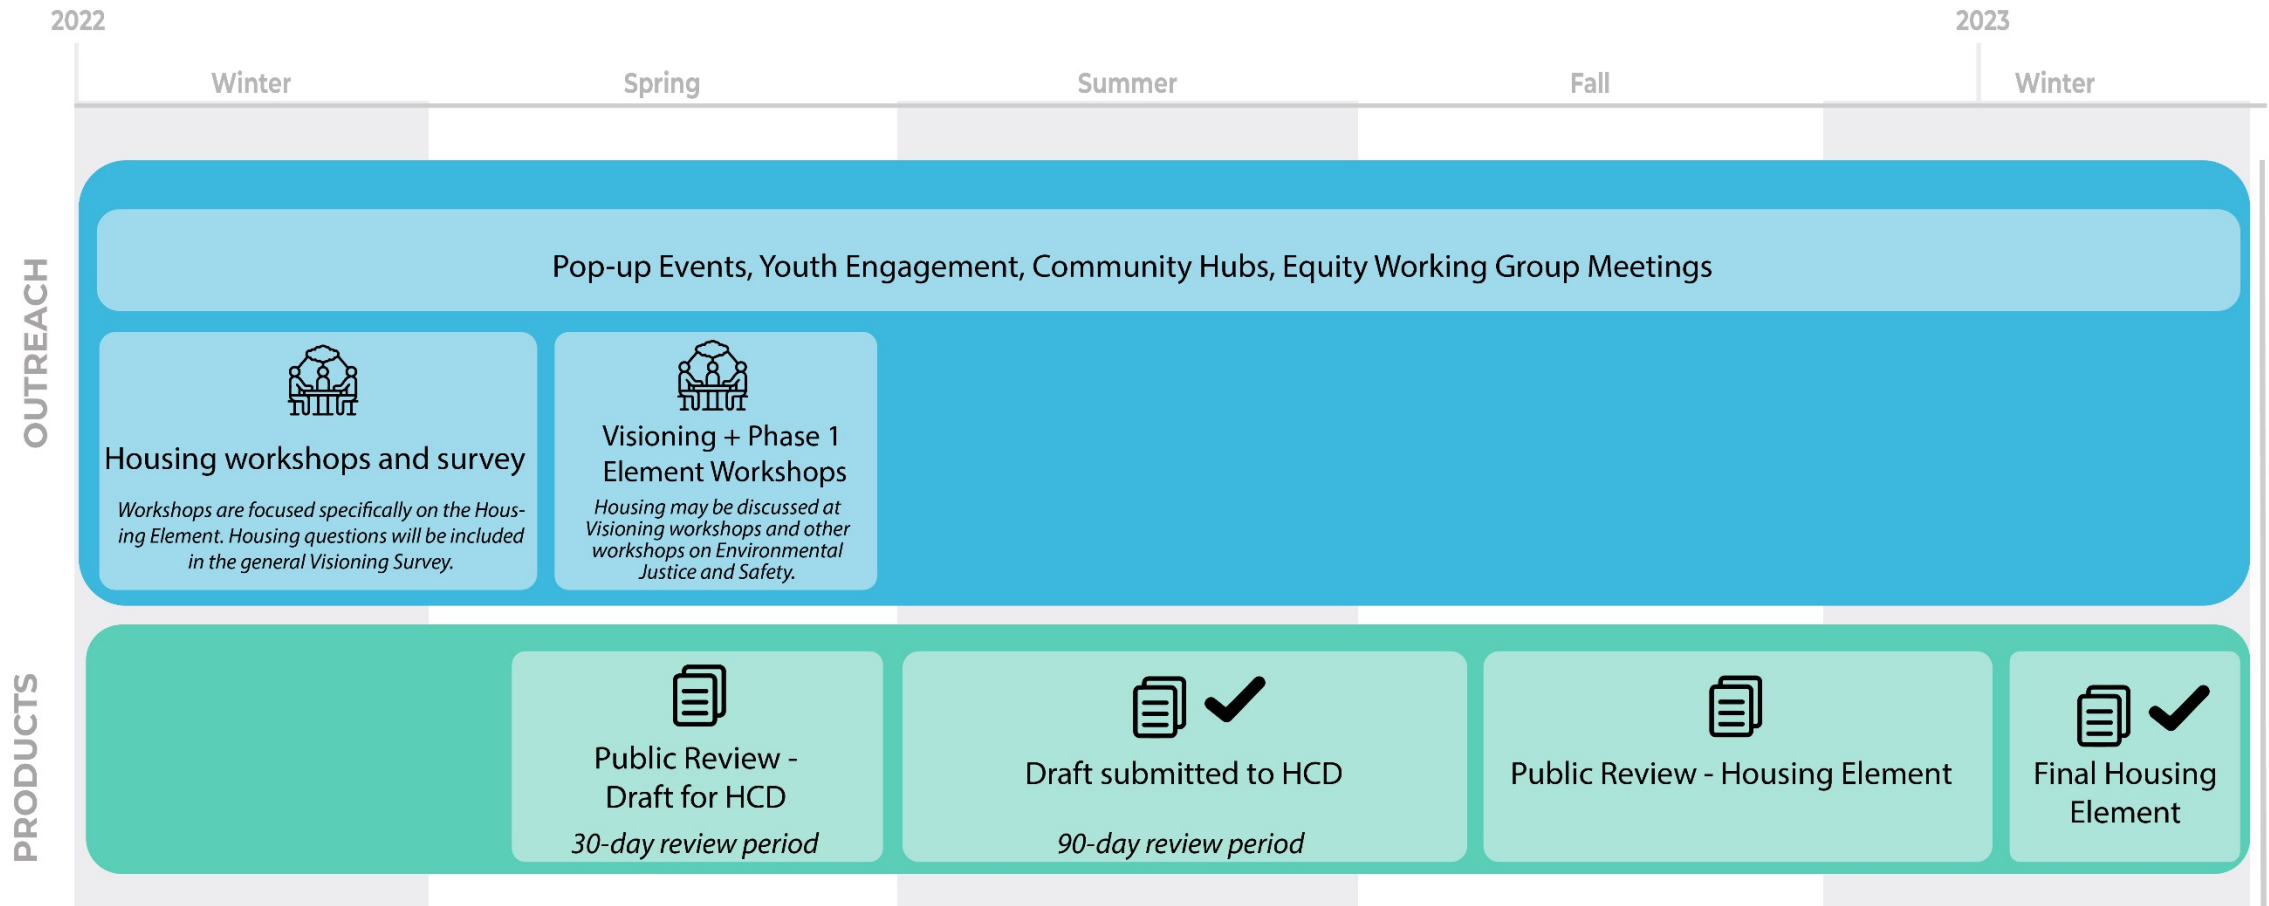 2022
2023
Winter
Spring
Summer
Fall
Winter
OUTREACH
Pop-up Events, Youth Engagement, Community Hubs, Equity Working Group Meetings
Housing workshops and survey
Workshops are focused specifically on the Hous-
ing Element. Housing questions will be included
in the general Visioning Survey.
Visioning + Phase 1
Element Workshops
Housing may be discussed at
Visioning workshops and other
workshops on Environmental
Justice and Safety.
PRODUCTS
Public Review -
Draft for HCD
30-day review period
Draft submitted to HCD
90-day review period
Public Review - Housing Element
Final Housing
Element